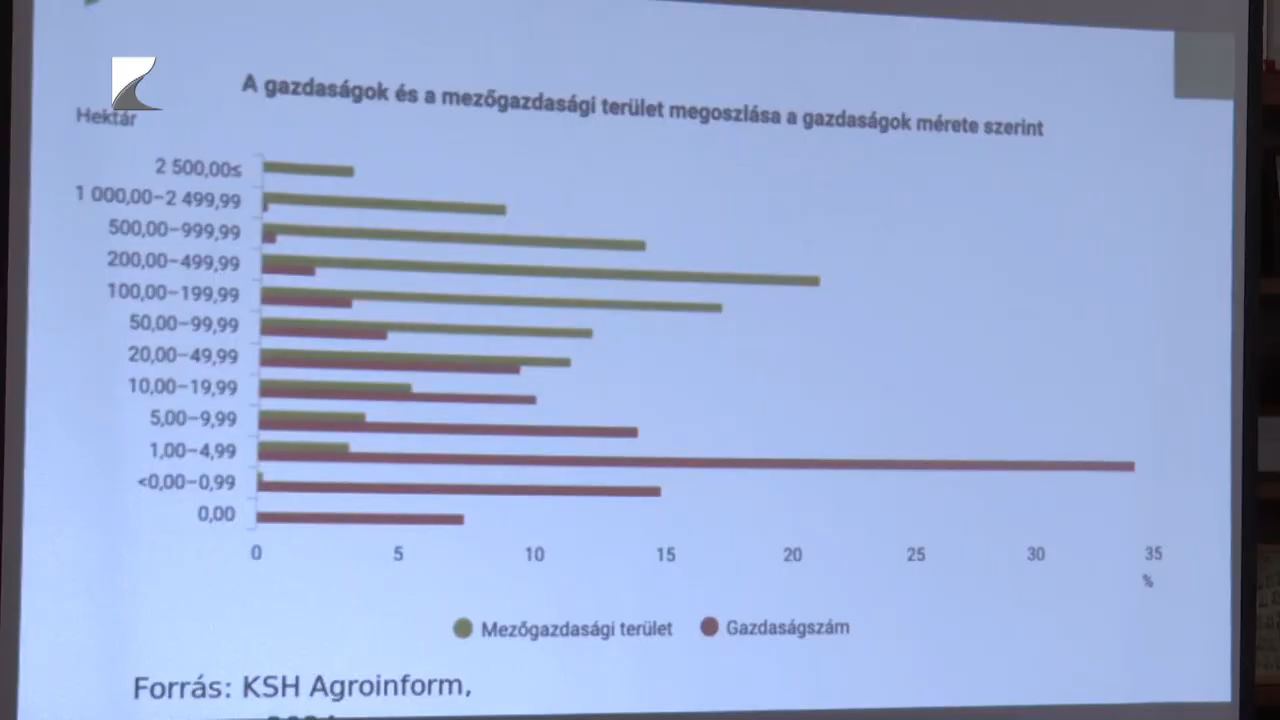 A gazdaságok és a mezőgazdasági terület megoszlása a gazdaságok mérete szerint
Hektár
2 500,00≤
1 000,00–2 499,99
500,00–999,99
200,00–499,99
100,00–199,99
50,00–99,99
20,00–49,99
10,00–19,99
5,00–9,99
1,00–4,99
<0,00–0,99
0,00
0 5 10 15 20 25 30 35
%
Mezőgazdasági terület Gazdaságszám
Forrás: KSH Agroinform,